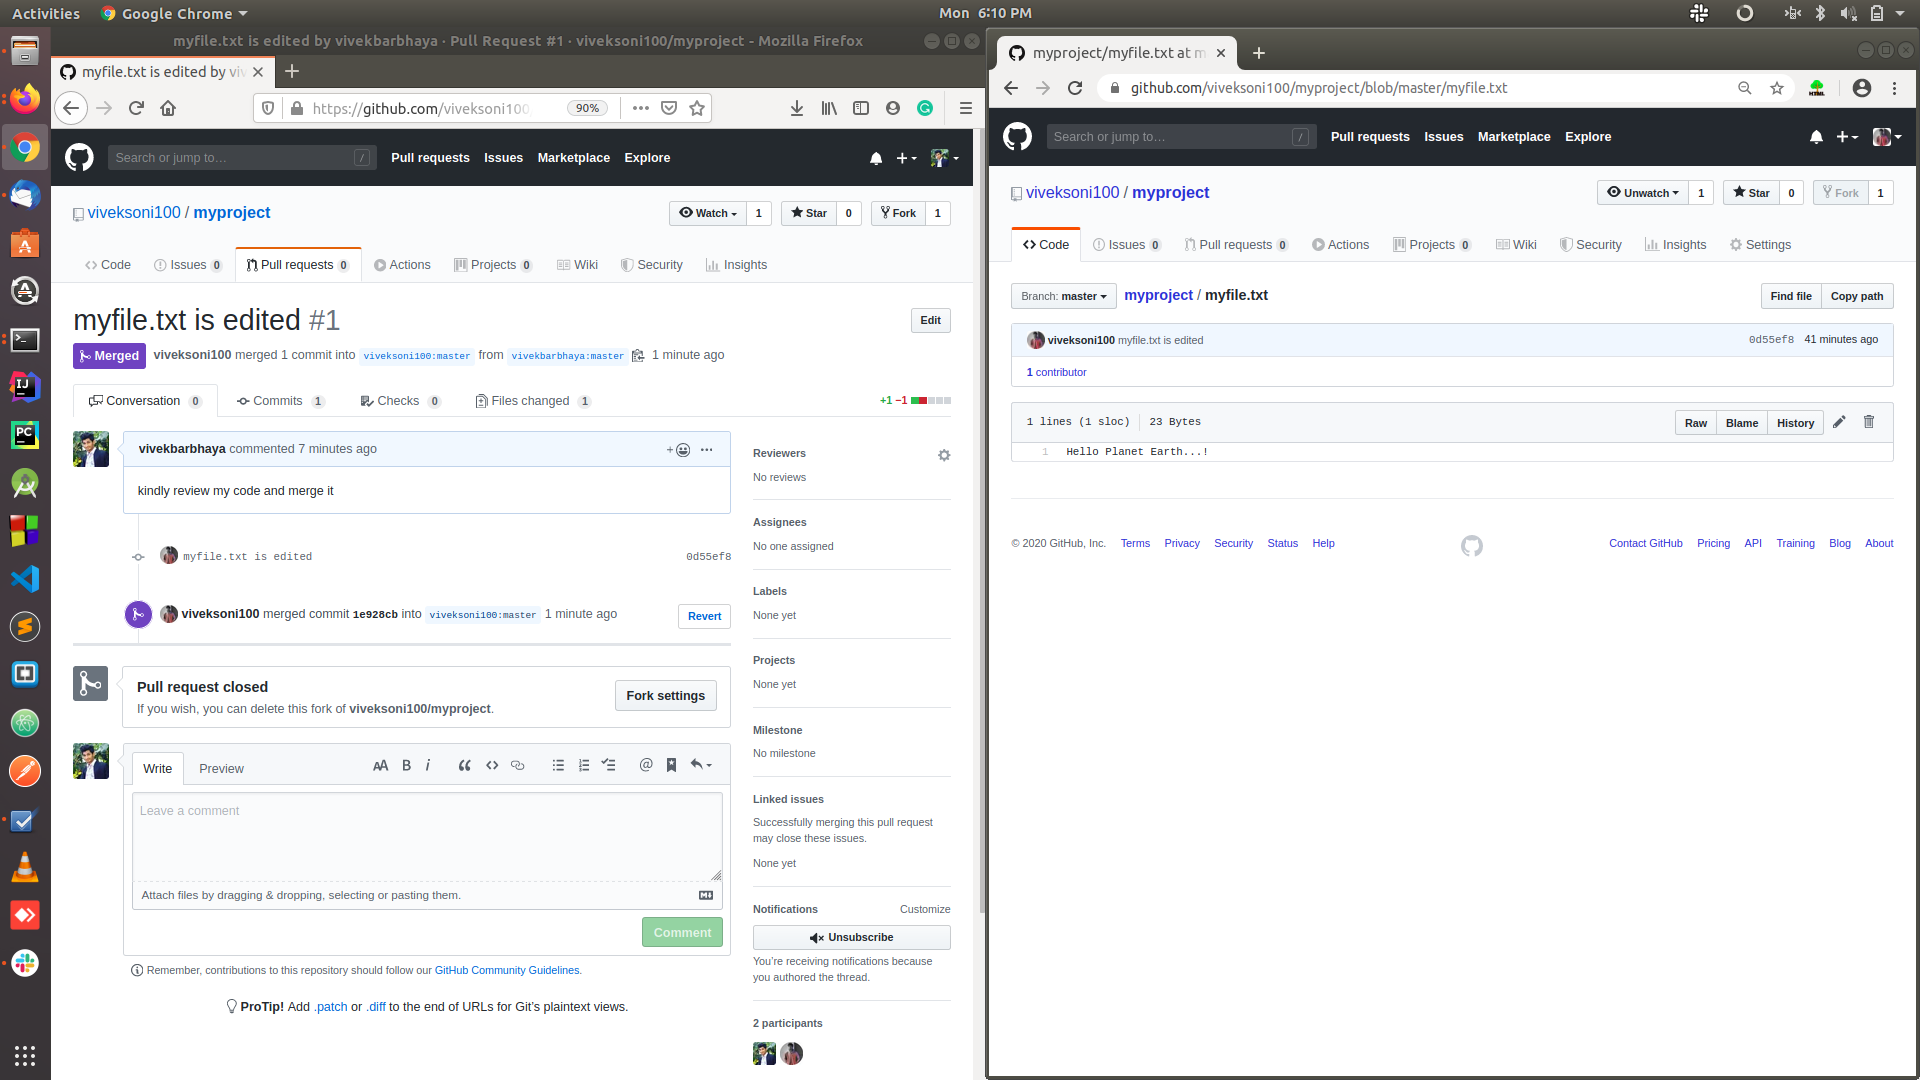 Activities
Google Chrome
Mon 6:10 PM
myfile.txt is edited by vivekbarbhaya · Pull Request #1 · viveksoni100/myproject - Mozilla Firefox
myfile.txt is edited by viv
https://github.com/viveksoni100
90%
Search or jump to…
/
Pull requests
Issues
Marketplace
Explore
viveksoni100 / myproject
Watch 1
Star 0
Fork 1
Code
Issues 0
Pull requests 0
Actions
Projects 0
Wiki
Security
Insights
myfile.txt is edited #1
Edit
Merged
viveksoni100 merged 1 commit into viveksoni100:master from vivekbarbhaya:master 1 minute ago
Conversation 0
Commits 1
Checks 0
Files changed 1
+1 −1
vivekbarbhaya commented 7 minutes ago
kindly review my code and merge it
myfile.txt is edited
0d55ef8
viveksoni100 merged commit 1e928cb into viveksoni100:master 1 minute ago
Revert
Pull request closed
If you wish, you can delete this fork of viveksoni100/myproject.
Fork settings
Write
Preview
AA B i
Leave a comment
Attach files by dragging & dropping, selecting or pasting them.
Comment
Remember, contributions to this repository should follow our GitHub Community Guidelines.
ProTip! Add .patch or .diff to the end of URLs for Git's plaintext views.
Reviewers
No reviews
Assignees
No one assigned
Labels
None yet
Projects
None yet
Milestone
No milestone
Linked issues
Successfully merging this pull request
may close these issues.
None yet
Notifications
Customize
Unsubscribe
You're receiving notifications because
you authored the thread.
2 participants
myproject/myfile.txt at m
github.com/viveksoni100/myproject/blob/master/myfile.txt
HTML
Search or jump to…
/
Pull requests
Issues
Marketplace
Explore
viveksoni100 / myproject
Unwatch 1
Star 0
Fork 1
Code
Issues 0
Pull requests 0
Actions
Projects 0
Wiki
Security
Insights
Settings
Branch: master
myproject / myfile.txt
Find file
Copy path
viveksoni100 myfile.txt is edited
0d55ef8 41 minutes ago
1 contributor
1 lines (1 sloc) 23 Bytes
Raw
Blame
History
1 Hello Planet Earth...!
© 2020 GitHub, Inc.
Terms
Privacy
Security
Status
Help
Contact GitHub
Pricing
API
Training
Blog
About